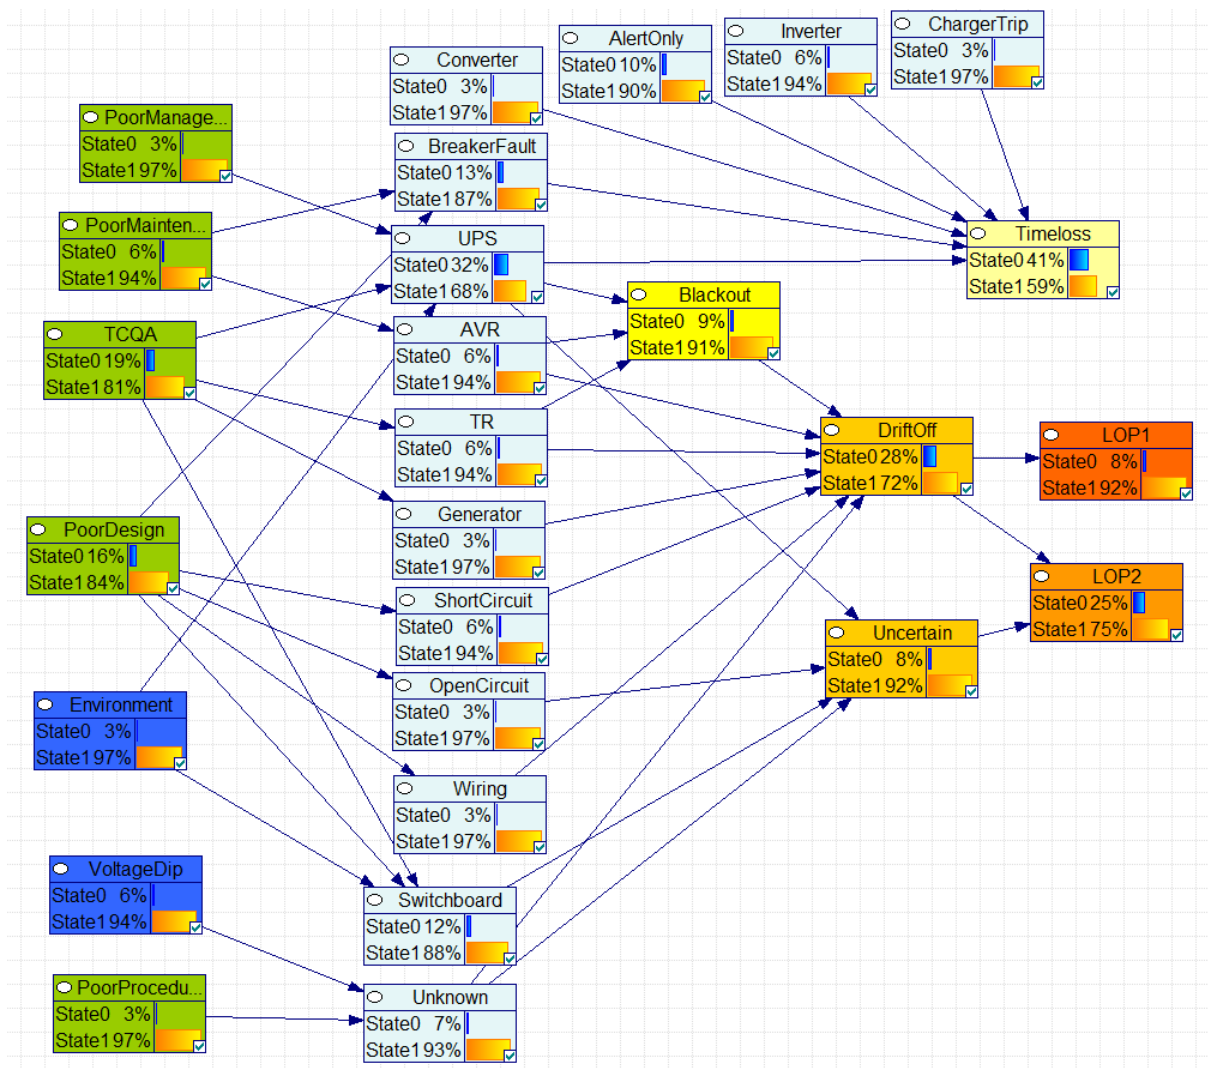 AlertOnly
State0 10%
State1 90%
Inverter
State0 6%
State1 94%
ChargerTrip
State0 3%
State1 97%
Converter
State0 3%
State1 97%
PoorManage...
State0 3%
State1 97%
BreakerFault
State0 13%
State1 87%
PoorMainten...
State0 6%
State1 94%
UPS
State0 32%
State1 68%
Timeloss
State0 41%
State1 59%
Blackout
State0 9%
State1 91%
TCQA
State0 19%
State1 81%
AVR
State0 6%
State1 94%
TR
State0 6%
State1 94%
DriftOff
State0 28%
State1 72%
LOP1
State0 8%
State1 92%
PoorDesign
State0 16%
State1 84%
Generator
State0 3%
State1 97%
LOP2
State0 25%
State1 75%
ShortCircuit
State0 6%
State1 94%
Uncertain
State0 8%
State1 92%
OpenCircuit
State0 3%
State1 97%
Environment
State0 3%
State1 97%
Wiring
State0 3%
State1 97%
VoltageDip
State0 6%
State1 94%
Switchboard
State0 12%
State1 88%
PoorProcedu...
State0 3%
State1 97%
Unknown
State0 7%
State1 93%